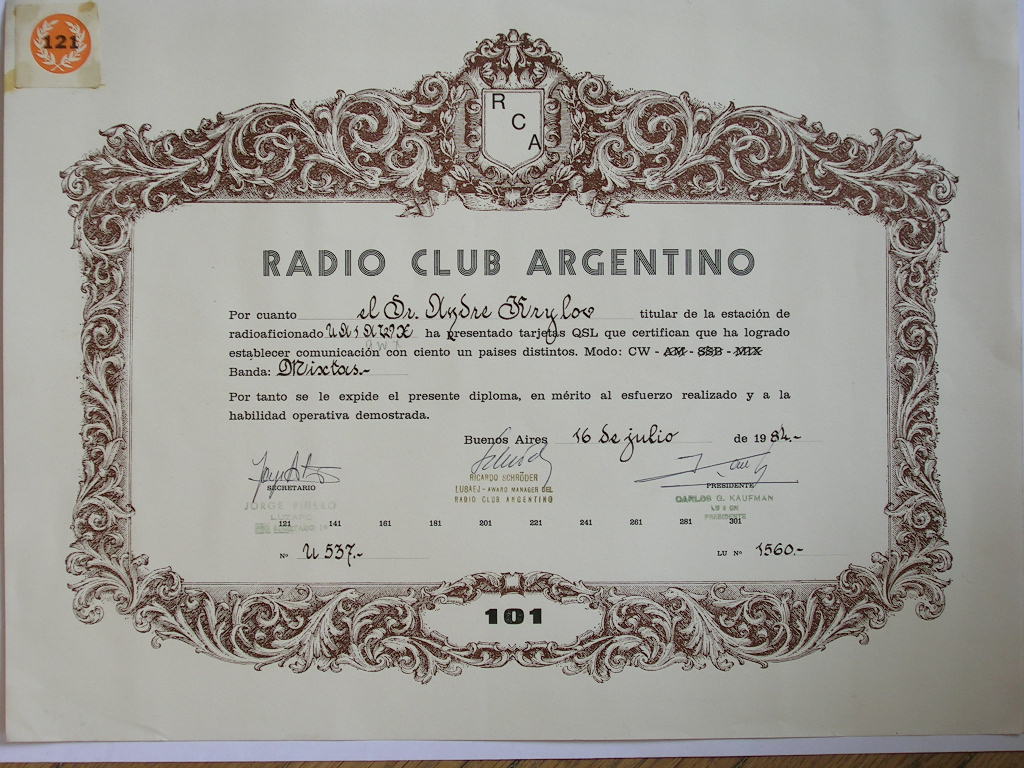 121
R
C
A
RADIO CLUB ARGENTINO
Por cuanto el Sr. Aydre Krylov titular de la estación de
radioaficionado UA1AWX ha presentado tarjetas QSL que certifican que ha logrado
establecer comunicación con ciento un paises distintos. Modo: CW - AM - SSB - MIX
Banda: Mixtas.-
Por tanto se le expide el presente diploma, en mérito al esfuerzo realizado y a la
habilidad operativa demostrada.
Buenos Aires 16 de julio de 1984.-
SECRETARIO
RICARDO SCHRÖDER
LU8AEJ - AWARD MANAGER DEL
RADIO CLUB ARGENTINO
PRESIDENTE
CARLOS G. KAUFMAN
PRESIDENTE
121 141 161 181 201 221 241 261 281 301
Nº U 537.- LU Nº 1560.-
101